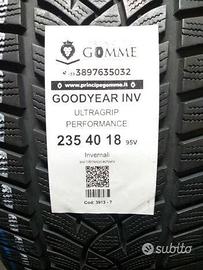 GOMME
3897635032
www.principegomme.it
GOODYEAR INV
ULTRAGRIP
PERFORMANCE
235 40 18 95V
Invernali
Cod: 3913 - 7
subito